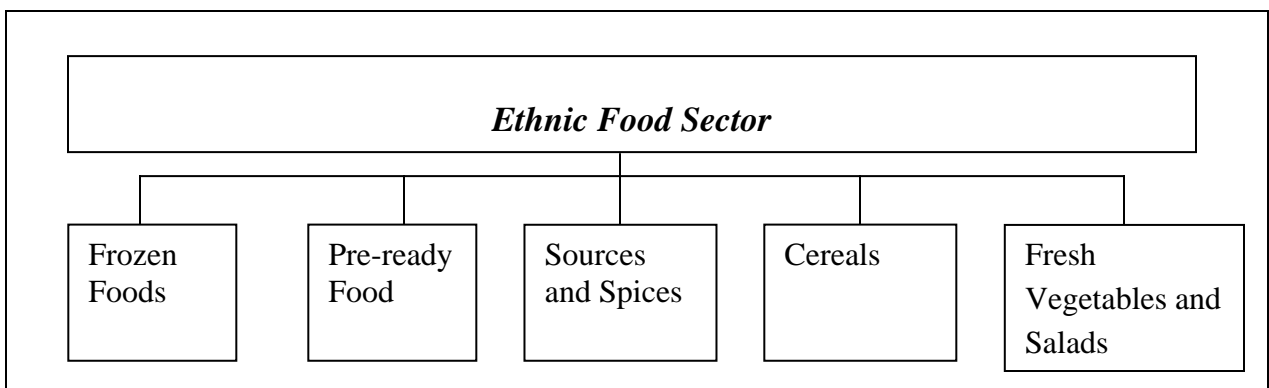 Ethnic Food Sector
Frozen
Foods
Pre-ready
Food
Sources
and Spices
Cereals
Fresh
Vegetables and
Salads